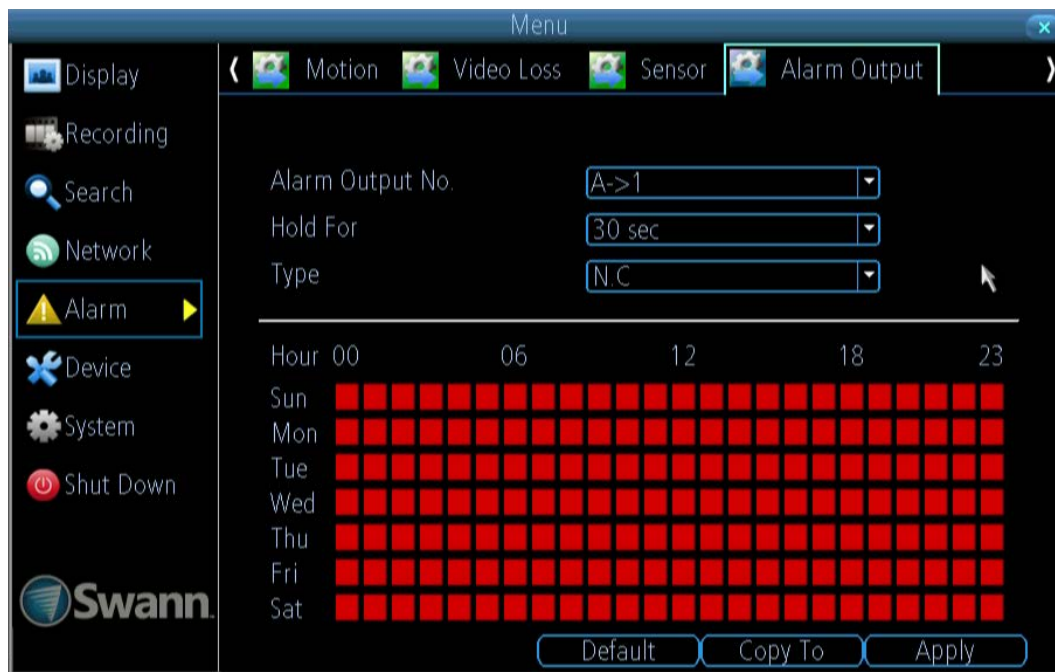 Menu
Display
Recording
Search
Network
Alarm
Device
System
Shut Down
Swann
Motion Video Loss Sensor Alarm Output
Alarm Output No. A->1
Hold For 30 sec
Type N.C
Hour 00 06 12 18 23
Sun
Mon
Tue
Wed
Thu
Fri
Sat
Default Copy To Apply